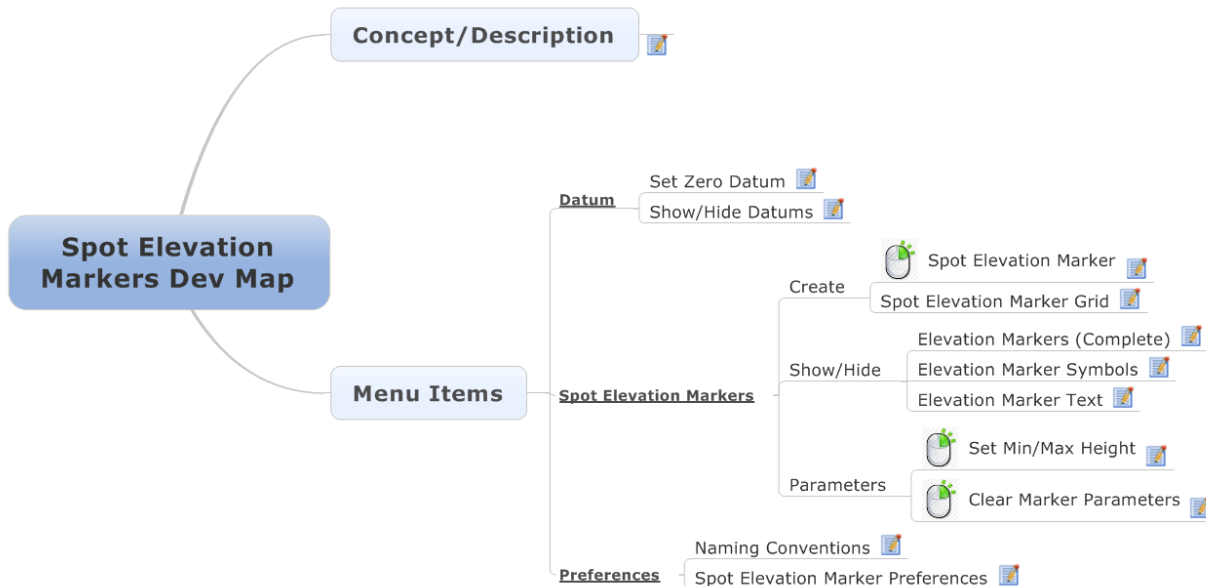 Concept/Description
Spot Elevation
Markers Dev Map
Menu Items
Datum
Set Zero Datum
Show/Hide Datums
Spot Elevation Markers
Create
Spot Elevation Marker
Spot Elevation Marker Grid
Show/Hide
Elevation Markers (Complete)
Elevation Marker Symbols
Elevation Marker Text
Parameters
Set Min/Max Height
Clear Marker Parameters
Preferences
Naming Conventions
Spot Elevation Marker Preferences